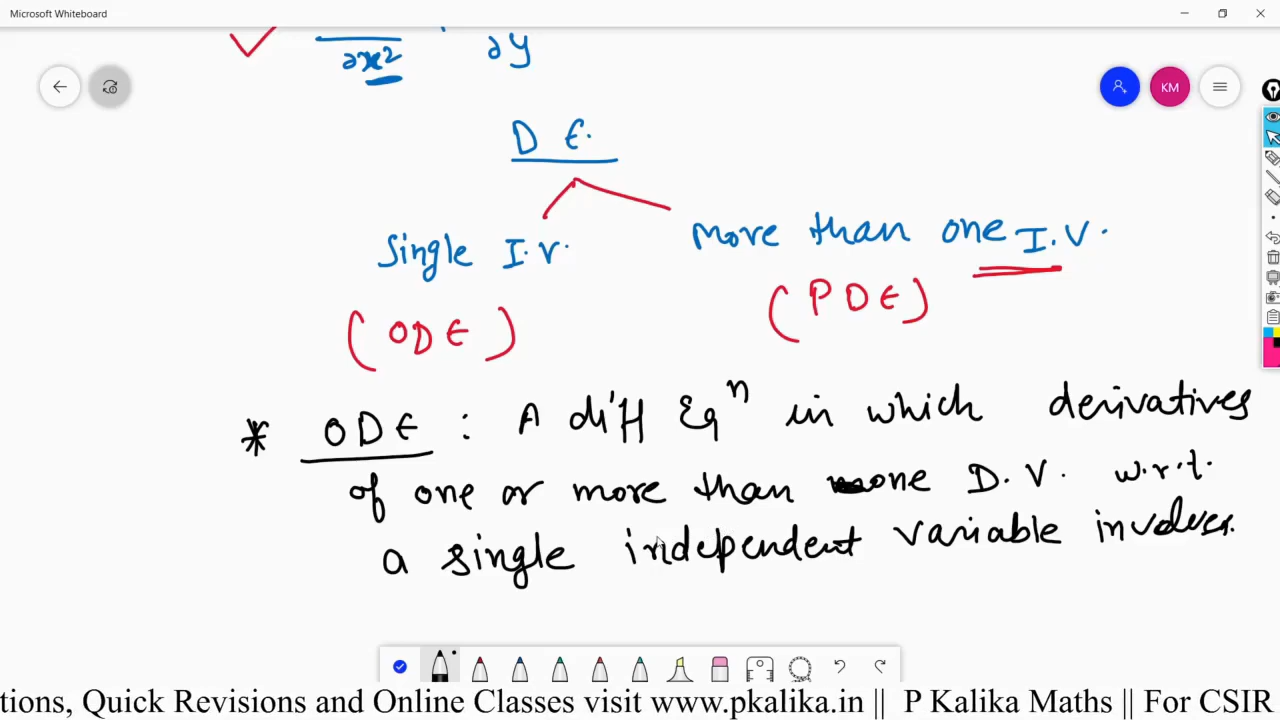 Microsoft Whiteboard
∂x² ∂y
KM
D E.
Single I.V.
more than one I.V.
(ODE)
(PDE)
* ODE : A diff Eqⁿ in which derivatives
of one or more than one D.V. w.r.t.
a single independent variable involves.
tions, Quick Revisions and Online Classes visit www.pkalika.in || P Kalika Maths || For CSIR